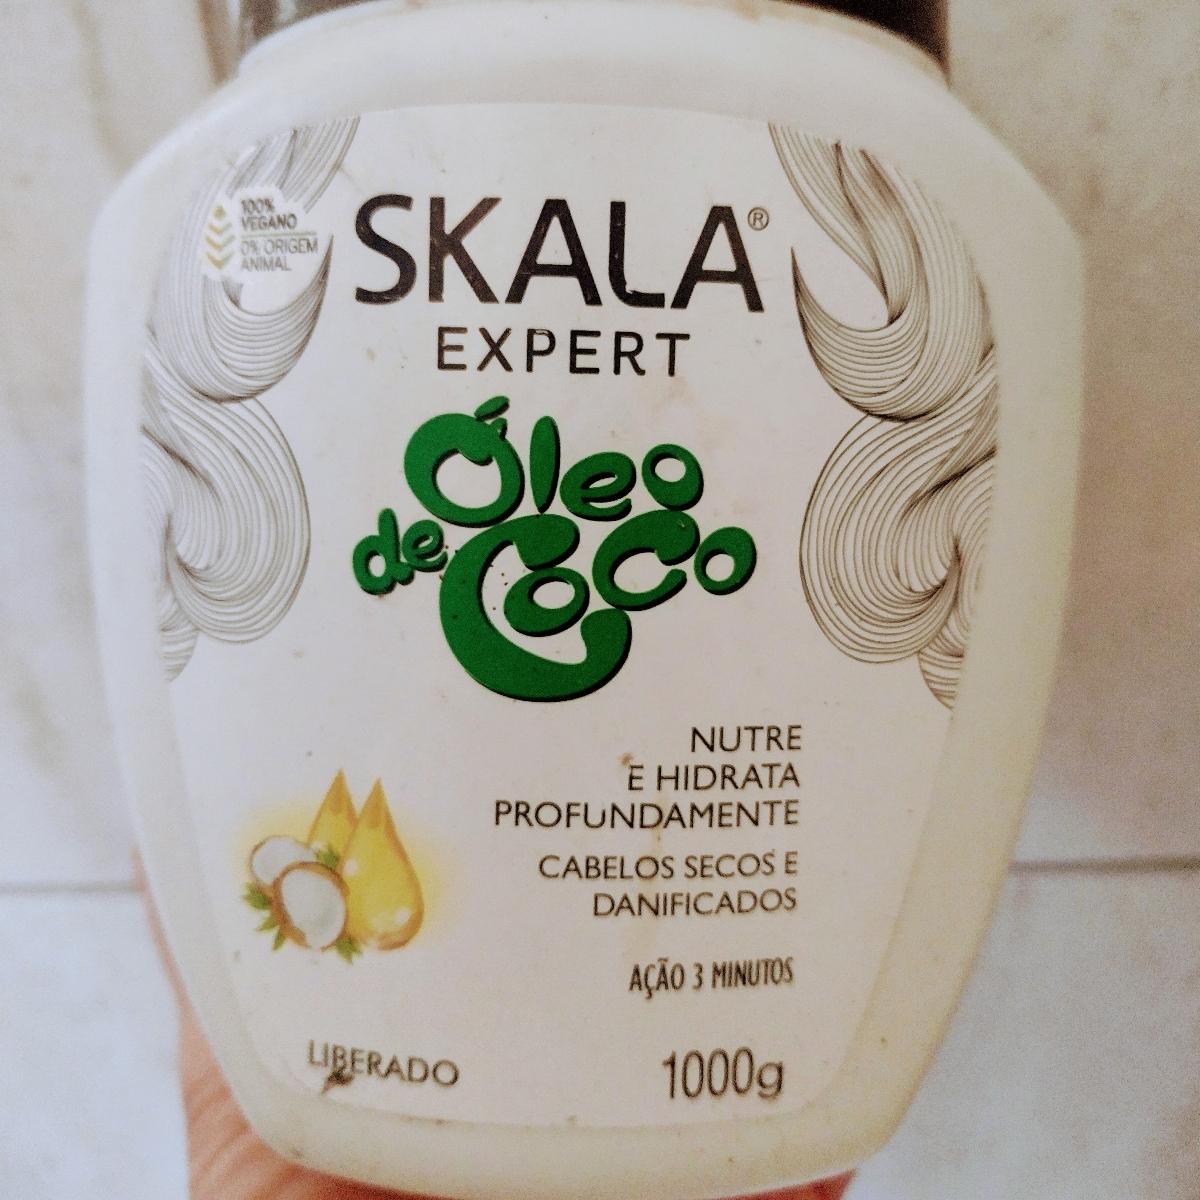 100%
VEGANO
0% ORIGEM
ANIMAL
SKALA®
EXPERT
Óleo
de Coco
NUTRE
E HIDRATA
PROFUNDAMENTE
CABELOS SECOS E
DANIFICADOS
AÇÃO 3 MINUTOS
LIBERADO
1000g